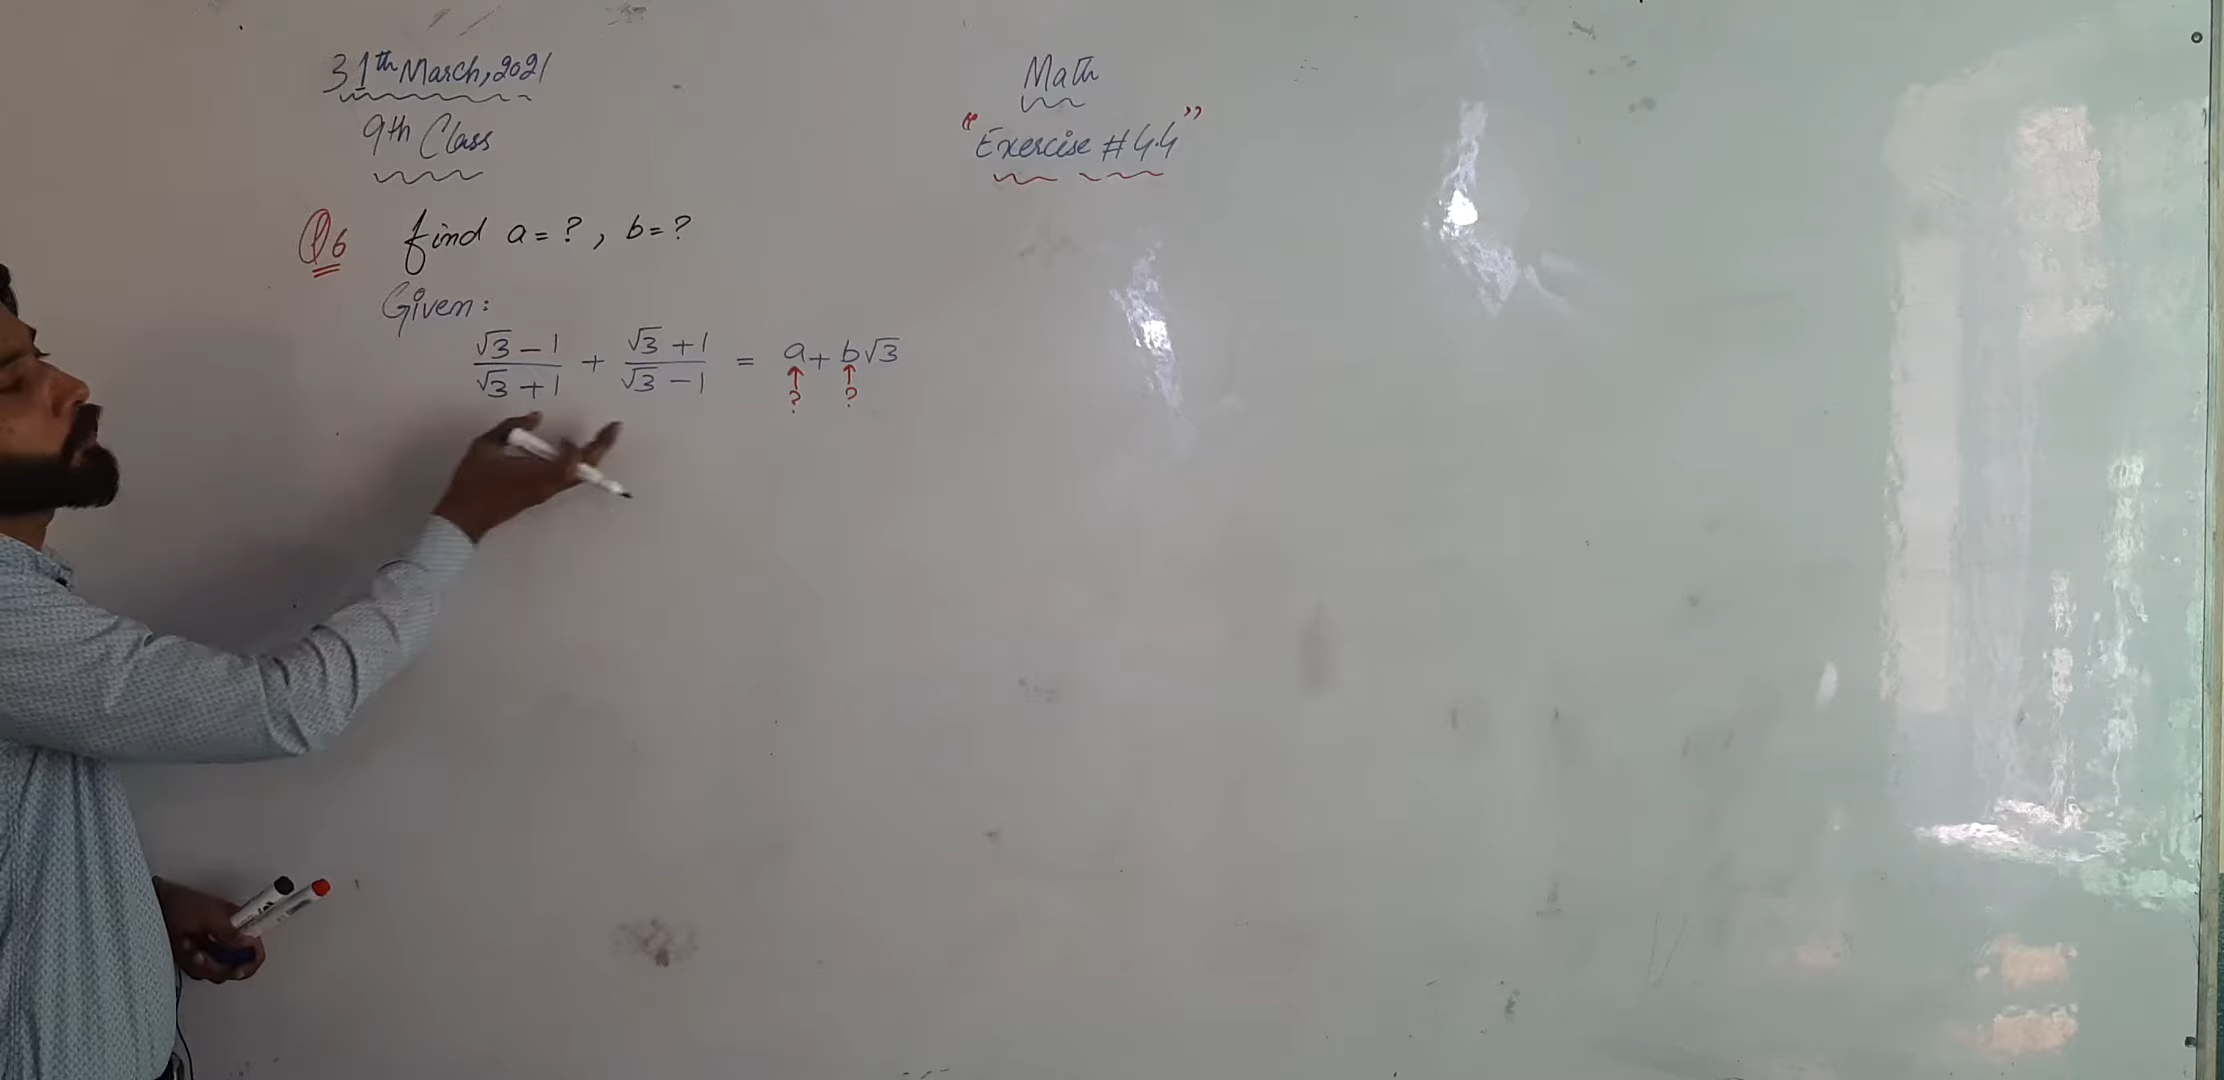 31th March, 2021
Math
9th Class
"Exercise # 4.4"
Q6 find a = ?, b = ?
Given:
√3 - 1 / √3 + 1 + √3 + 1 / √3 - 1 = a + b√3
? ?